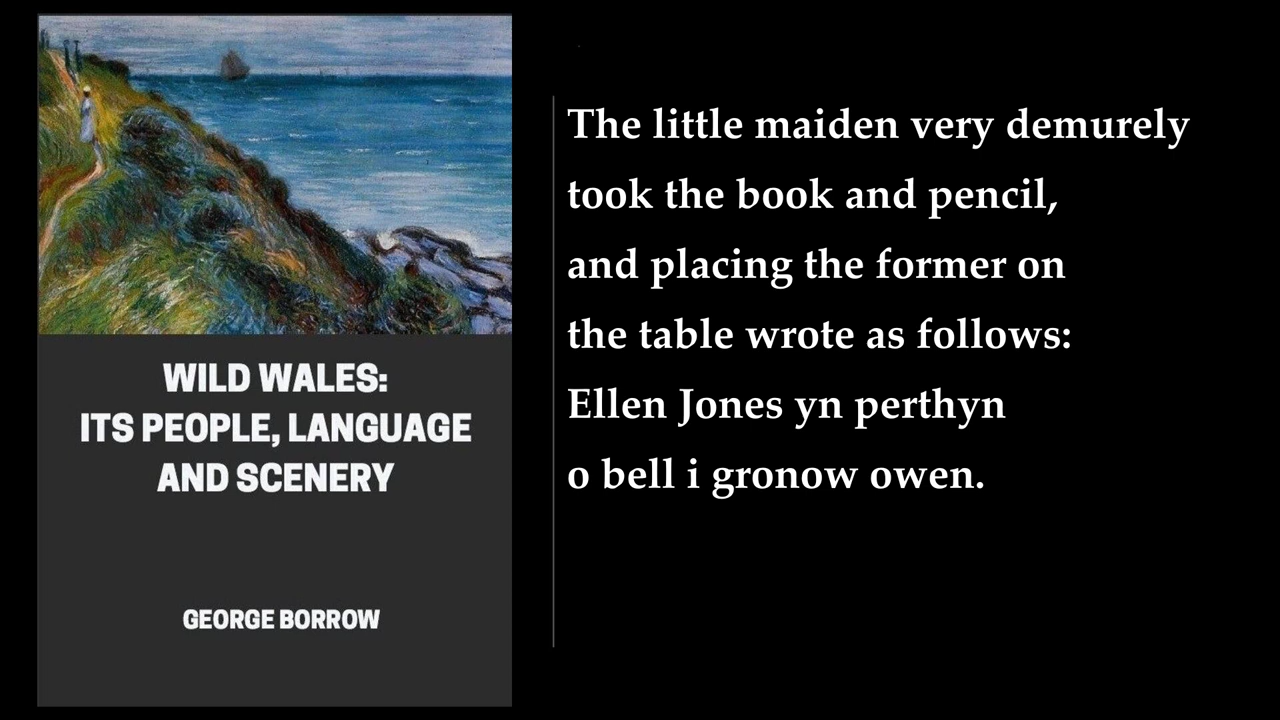 WILD WALES:
ITS PEOPLE, LANGUAGE
AND SCENERY
GEORGE BORROW
The little maiden very demurely
took the book and pencil,
and placing the former on
the table wrote as follows:
Ellen Jones yn perthyn
o bell i gronow owen.